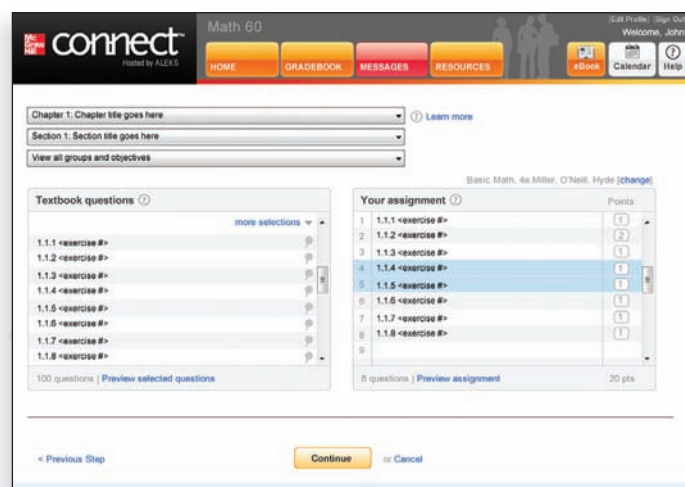 Math 60
[Edit Profile] [Sign Out
Welcome, John
Mc Graw Hill connect
Hosted by ALEKS
HOME GRADEBOOK MESSAGES RESOURCES eBook Calendar Help
Chapter 1: Chapter title goes here
Learn more
Section 1: Section title goes here
View all groups and objectives
Basic Math, 4e Miller, O'Neill, Hyde [change]
Textbook questions
more selections
1.1.1 <exercise #>
1.1.2 <exercise #>
1.1.3 <exercise #>
1.1.4 <exercise #>
1.1.5 <exercise #>
1.1.6 <exercise #>
1.1.7 <exercise #>
1.1.8 <exercise #>
100 questions | Preview selected questions
Your assignment Points
1 1.1.1 <exercise #> 1
2 1.1.2 <exercise #> 2
3 1.1.3 <exercise #> 1
4 1.1.4 <exercise #> 1
5 1.1.5 <exercise #> 1
6 1.1.6 <exercise #> 1
7 1.1.7 <exercise #> 1
8 1.1.8 <exercise #> 1
9
8 questions | Preview assignment 20 pts
< Previous Step
Continue
or Cancel